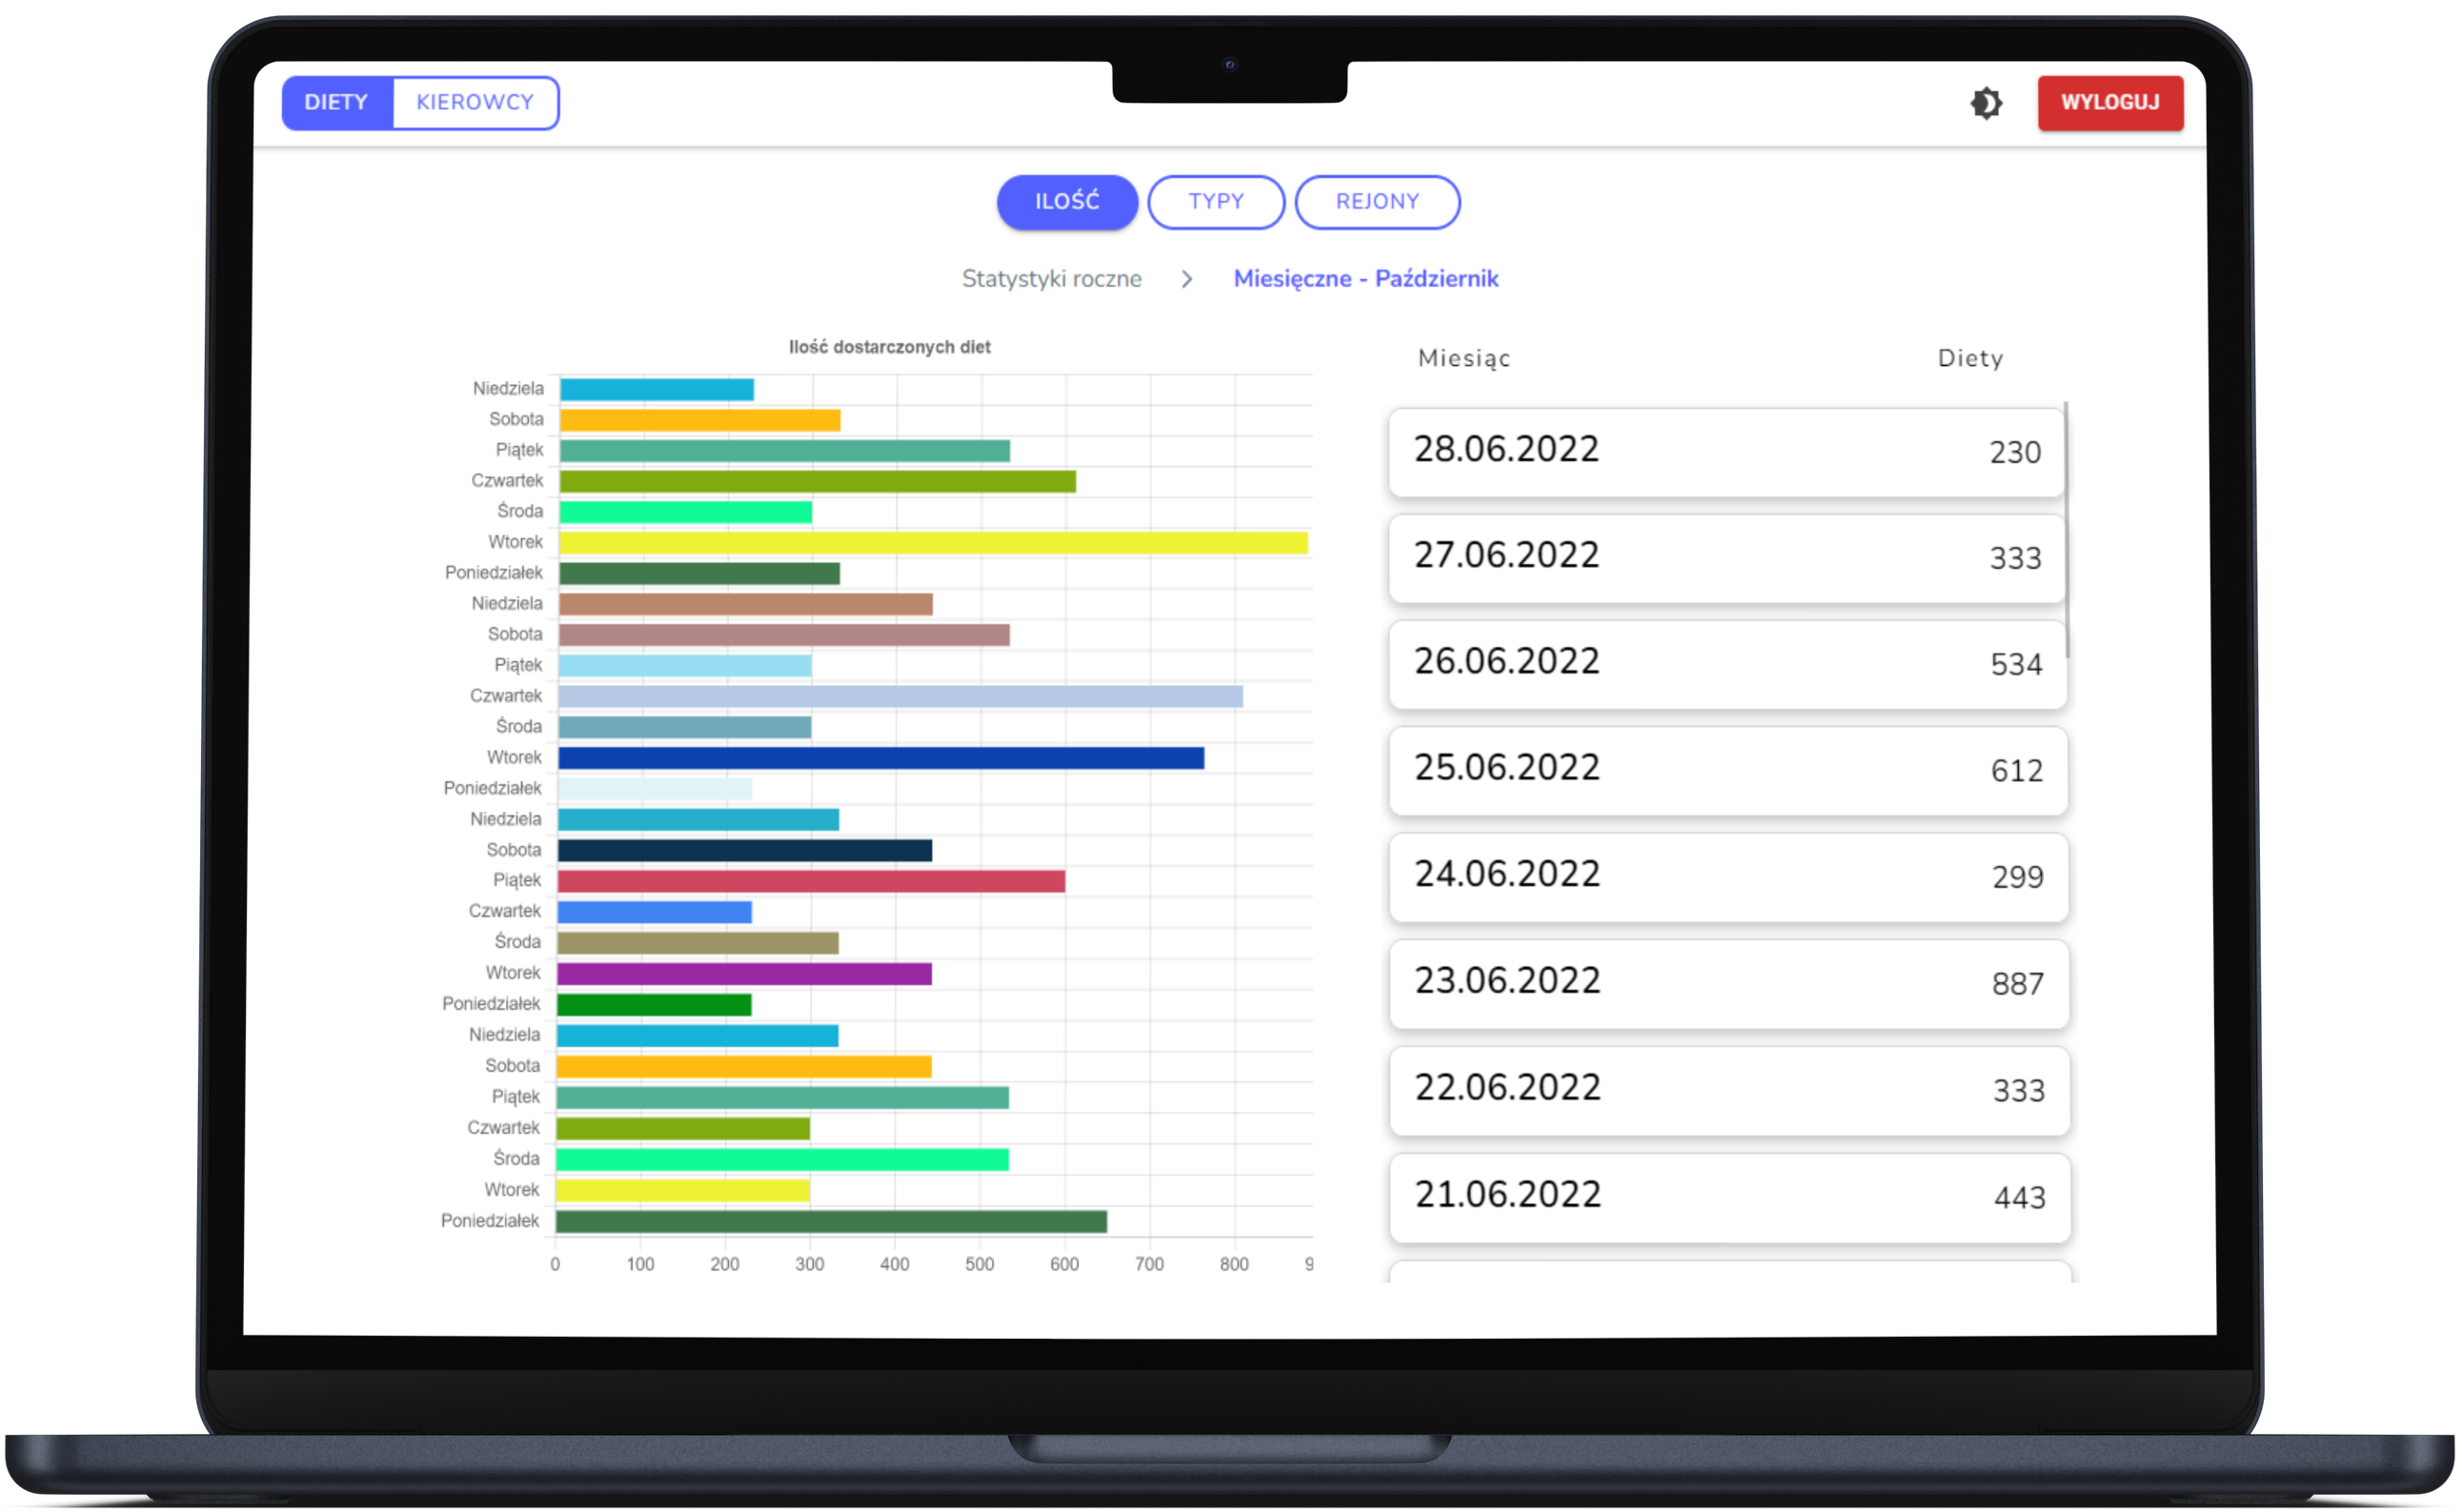 DIETY KIEROWCY WYLOGUJ
ILOŚĆ TYPY REJONY
Statystyki roczne > Miesięczne - Październik
Ilość dostarczonych diet
Niedziela
Sobota
Piątek
Czwartek
Środa
Wtorek
Poniedziałek
Niedziela
Sobota
Piątek
Czwartek
Środa
Wtorek
Poniedziałek
Niedziela
Sobota
Piątek
Czwartek
Środa
Wtorek
Poniedziałek
Niedziela
Sobota
Piątek
Czwartek
Środa
Wtorek
Poniedziałek
0 100 200 300 400 500 600 700 800 9
Miesiąc Diety
28.06.2022 230
27.06.2022 333
26.06.2022 534
25.06.2022 612
24.06.2022 299
23.06.2022 887
22.06.2022 333
21.06.2022 443